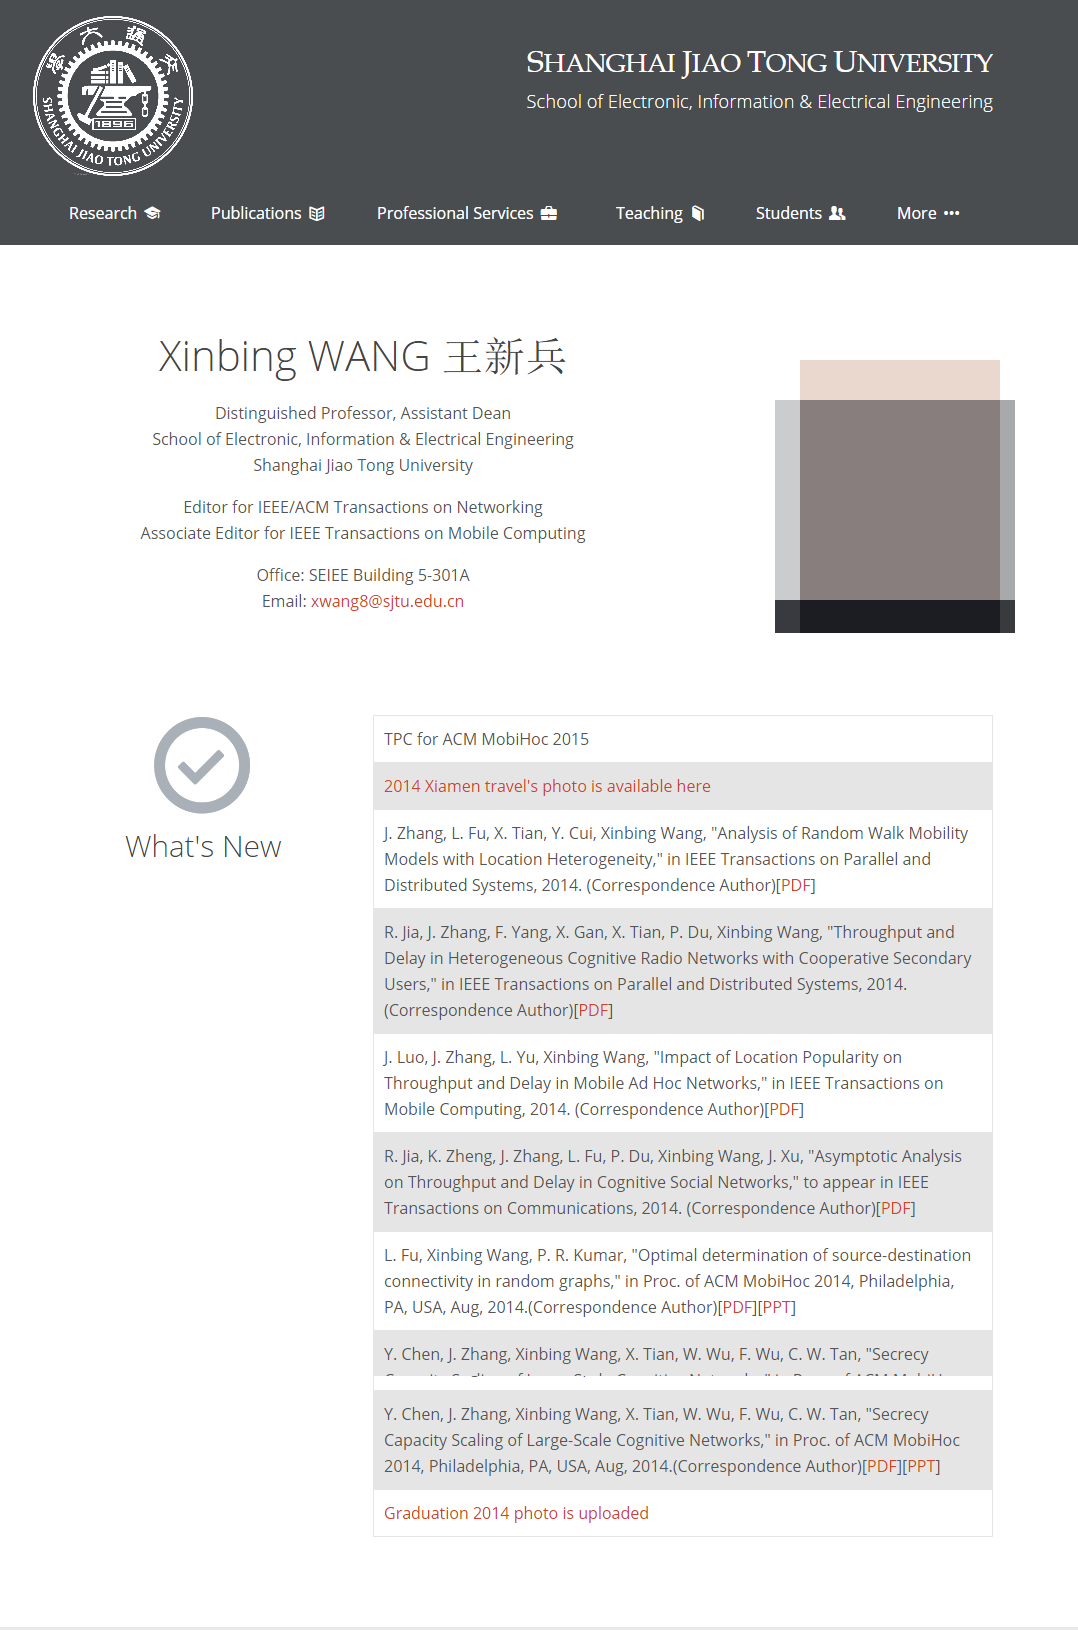 學大通交
SHANGHAI JIAO TONG UNIVERSITY
1896
SHANGHAI JIAO TONG UNIVERSITY
School of Electronic, Information & Electrical Engineering
Research
Publications
Professional Services
Teaching
Students
More
Xinbing WANG 王新兵
Distinguished Professor, Assistant Dean
School of Electronic, Information & Electrical Engineering
Shanghai Jiao Tong University
Editor for IEEE/ACM Transactions on Networking
Associate Editor for IEEE Transactions on Mobile Computing
Office: SEIEE Building 5-301A
Email: xwang8@sjtu.edu.cn
What's New
TPC for ACM MobiHoc 2015
2014 Xiamen travel's photo is available here
J. Zhang, L. Fu, X. Tian, Y. Cui, Xinbing Wang, "Analysis of Random Walk Mobility
Models with Location Heterogeneity," in IEEE Transactions on Parallel and
Distributed Systems, 2014. (Correspondence Author)[PDF]
R. Jia, J. Zhang, F. Yang, X. Gan, X. Tian, P. Du, Xinbing Wang, "Throughput and
Delay in Heterogeneous Cognitive Radio Networks with Cooperative Secondary
Users," in IEEE Transactions on Parallel and Distributed Systems, 2014.
(Correspondence Author)[PDF]
J. Luo, J. Zhang, L. Yu, Xinbing Wang, "Impact of Location Popularity on
Throughput and Delay in Mobile Ad Hoc Networks," in IEEE Transactions on
Mobile Computing, 2014. (Correspondence Author)[PDF]
R. Jia, K. Zheng, J. Zhang, L. Fu, P. Du, Xinbing Wang, J. Xu, "Asymptotic Analysis
on Throughput and Delay in Cognitive Social Networks," to appear in IEEE
Transactions on Communications, 2014. (Correspondence Author)[PDF]
L. Fu, Xinbing Wang, P. R. Kumar, "Optimal determination of source-destination
connectivity in random graphs," in Proc. of ACM MobiHoc 2014, Philadelphia,
PA, USA, Aug, 2014.(Correspondence Author)[PDF][PPT]
Y. Chen, J. Zhang, Xinbing Wang, X. Tian, W. Wu, F. Wu, C. W. Tan, "Secrecy
Y. Chen, J. Zhang, Xinbing Wang, X. Tian, W. Wu, F. Wu, C. W. Tan, "Secrecy
Capacity Scaling of Large-Scale Cognitive Networks," in Proc. of ACM MobiHoc
2014, Philadelphia, PA, USA, Aug, 2014.(Correspondence Author)[PDF][PPT]
Graduation 2014 photo is uploaded